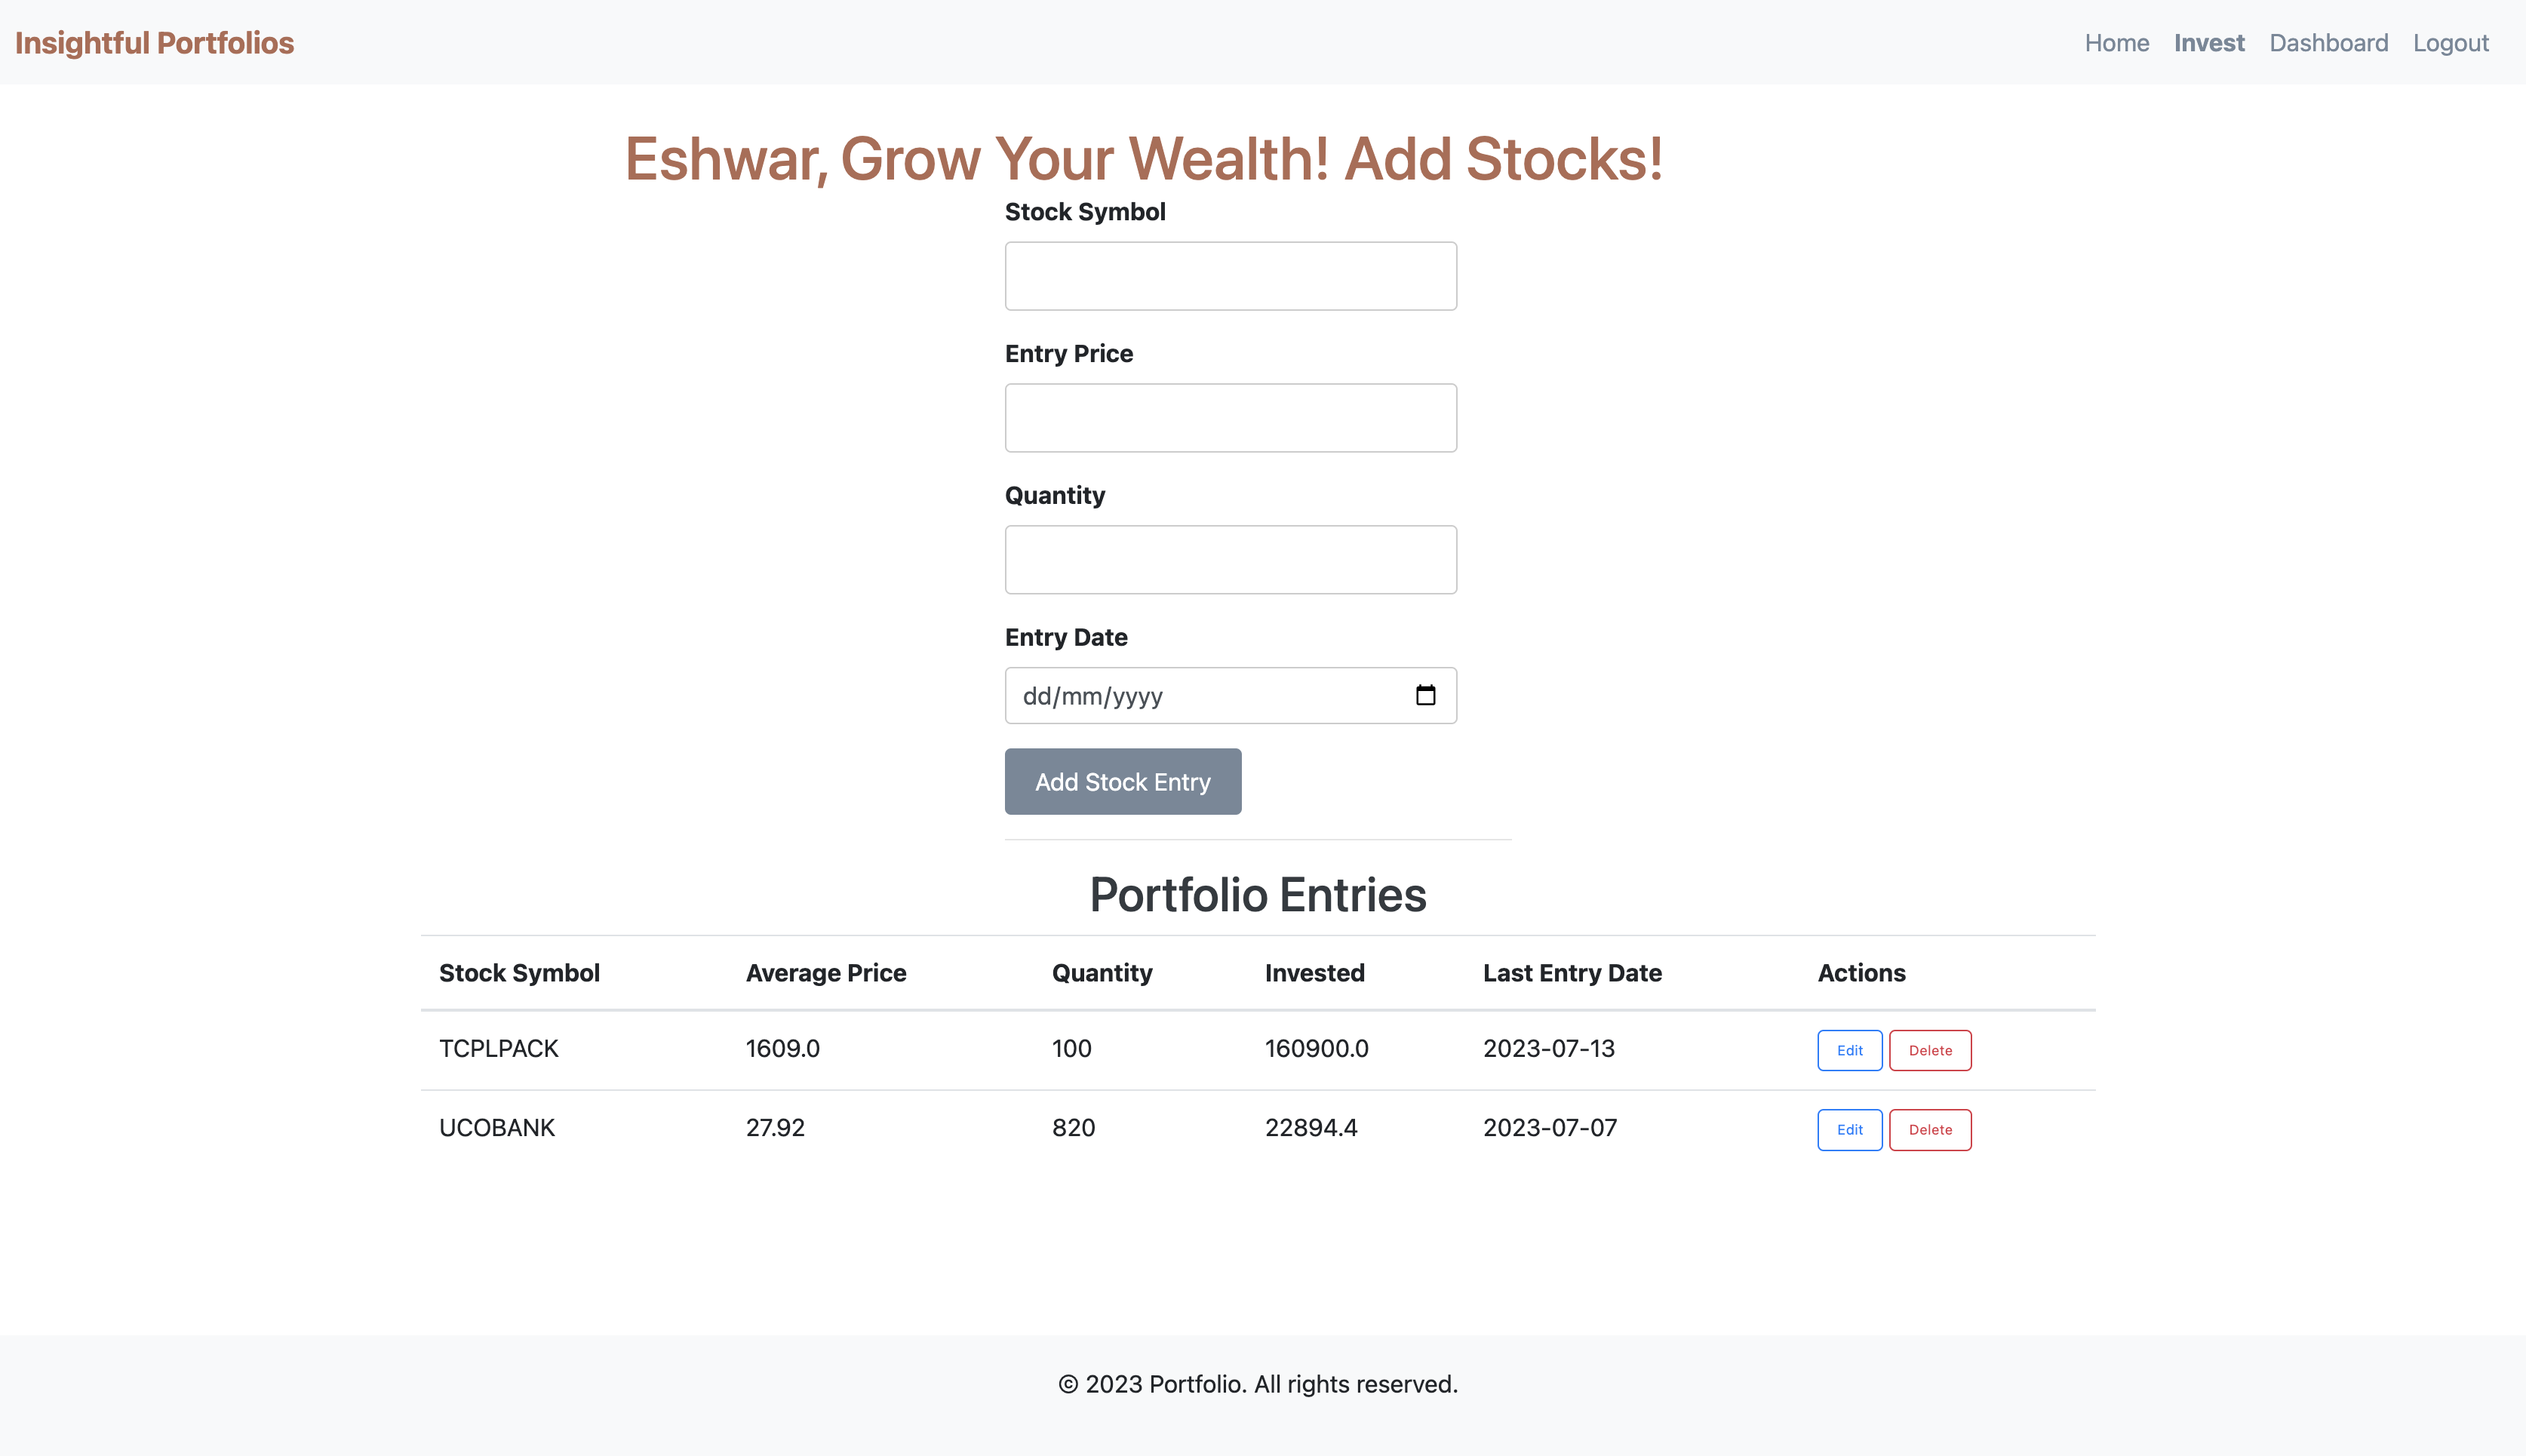 Insightful Portfolios Home Invest Dashboard Logout
Eshwar, Grow Your Wealth! Add Stocks!
Stock Symbol
Entry Price
Quantity
Entry Date
dd/mm/yyyy
Add Stock Entry
Portfolio Entries
Stock Symbol Average Price Quantity Invested Last Entry Date Actions
TCPLPACK 1609.0 100 160900.0 2023-07-13 Edit Delete
UCOBANK 27.92 820 22894.4 2023-07-07 Edit Delete
© 2023 Portfolio. All rights reserved.